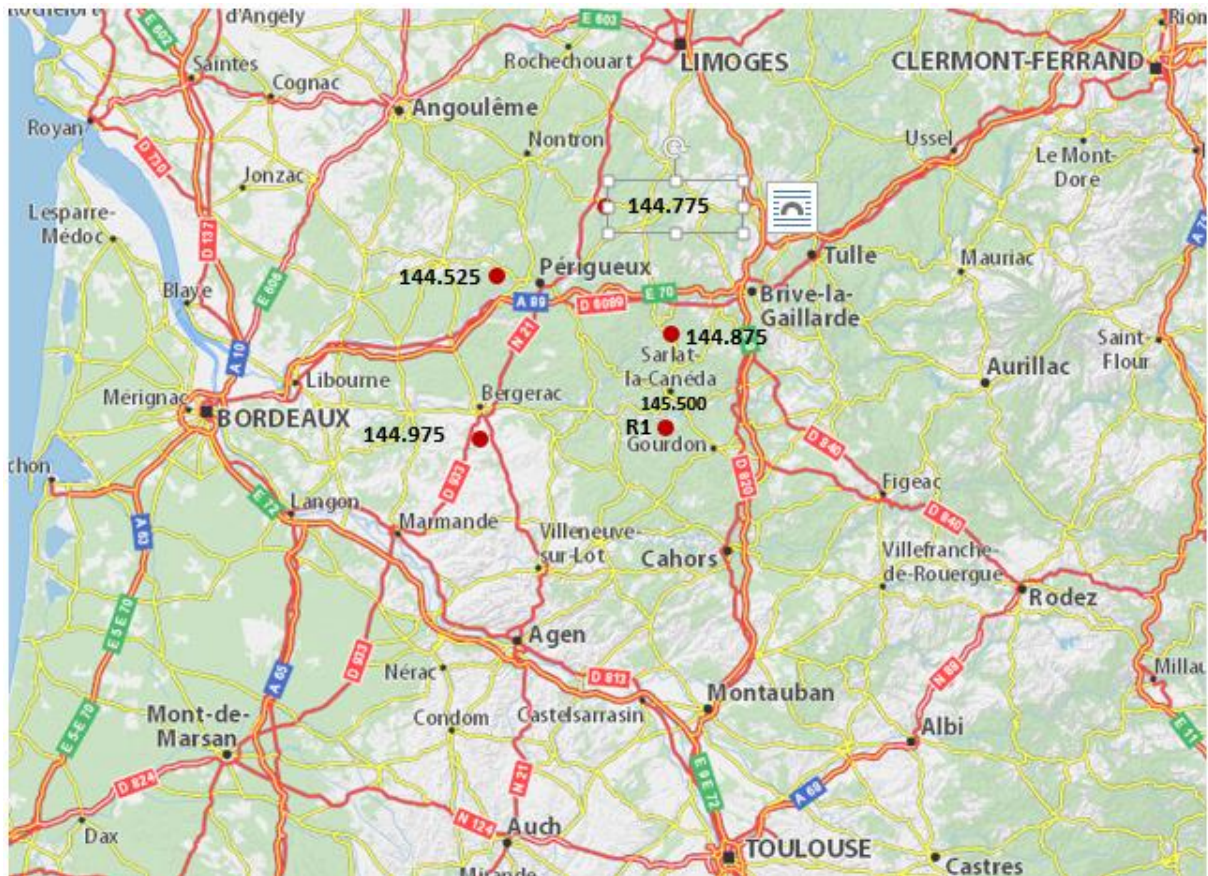 d'Angély
E 602
E 603
Rion
Saintes
Rochechouart
LIMOGES
CLERMONT-FERRAND
Cognac
Angoulême
Royan
D 730
Nontron
Ussel
Le Mont-
Dore
Jonzac
Lesparre-
Médoc
D 137
144.775
A 75
E 606
144.525
Périgueux
Tulle
Mauriac
Blaye
A 89
D 6089
E 70
Brive-la-
Gaillarde
A 10
N 21
144.875
Saint-
Flour
Sarlat-
la-Canéda
Aurillac
Libourne
Mérignac
Bergerac
BORDEAUX
145.500
144.975
R1
Gourdon
D 840
chon
D 933
D 820
E 72
Langon
Figeac
A 63
Marmande
D 840
Villeneuve-
sur-Lot
Cahors
Villefranche-
de-Rouergue
Rodez
E 5-E 70
Agen
D 933
A 65
Nérac
D 813
N 88
Millau
Mont-de-
Marsan
Condom
Castelsarrasin
Montauban
Albi
E 5-E 70
E 11
D 824
N 21
E 9 E 72
A 68
Dax
N 124
Auch
TOULOUSE
Castres
Mirande